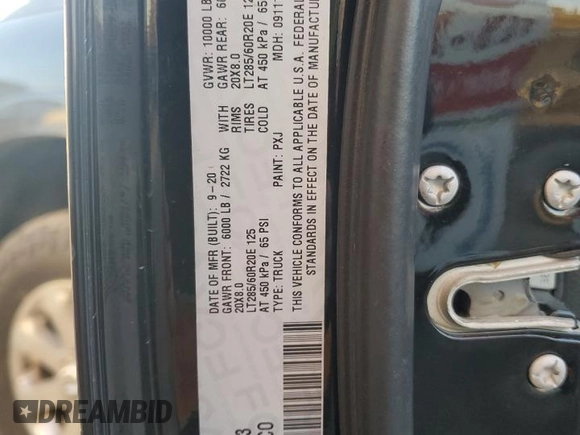 DATE OF MFR (BUILT): 9-20 GVWR: 10000 LB
GAWR FRONT: 6000 LB / 2722 KG WITH GAWR REAR:
20X8.0 RIMS 20X8.0
LT285/60R20E 125 TIRES LT285/60R20E
AT 450 kPa / 65 PSI COLD AT 450 kPa / 65
TYPE: TRUCK PAINT: PXJ MDH:
THIS VEHICLE CONFORMS TO ALL APPLICABLE U.S.A. FEDERAL
STANDARDS IN EFFECT ON THE DATE OF MANUFACTUR
DREAMBID